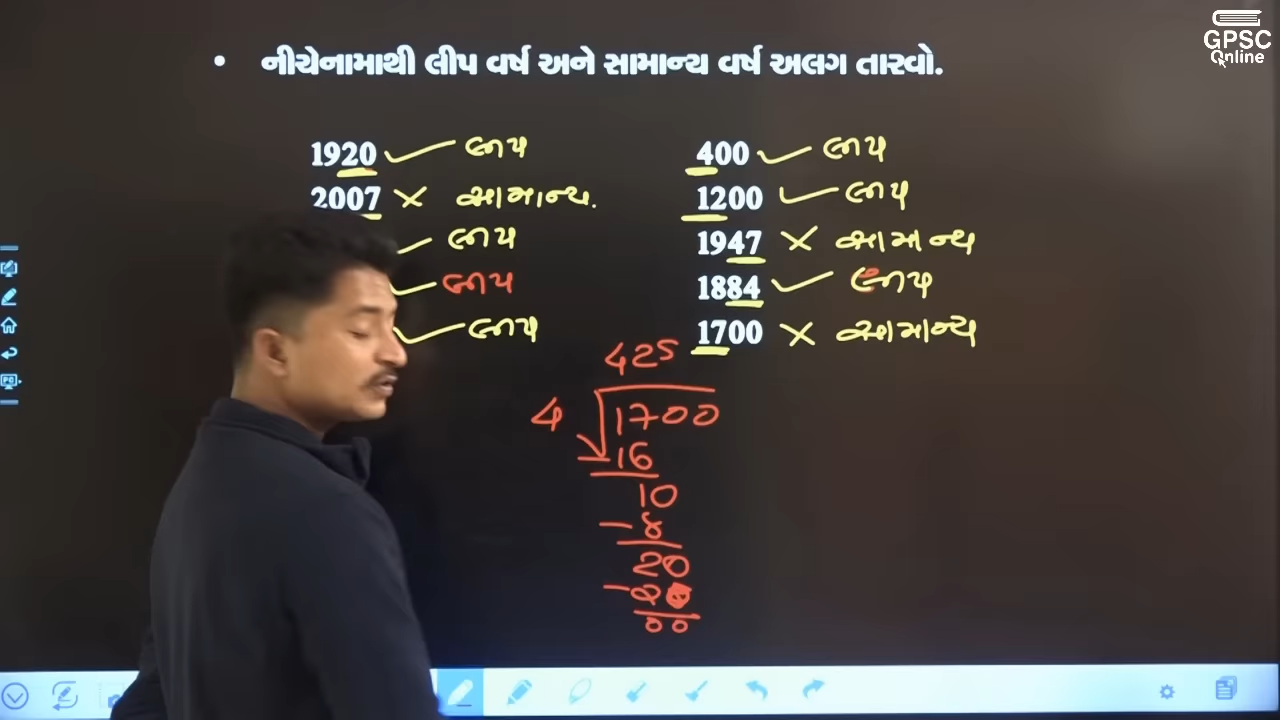 GPSC
Online
• નીચેનામાથી લીપ વર્ષ અને સામાન્ય વર્ષ અલગ તારવો.
1920 ✓ લીપ
2007 × સામાન્ય.
✓ લીપ
✓ લીપ
✓ લીપ
400 ✓ લીપ
1200 ✓ લીપ
1947 × સામાન્ય
1884 ✓ લીપ
1700 × સામાન્ય
425
4 1700
16
10
- 8
20
- 20
00